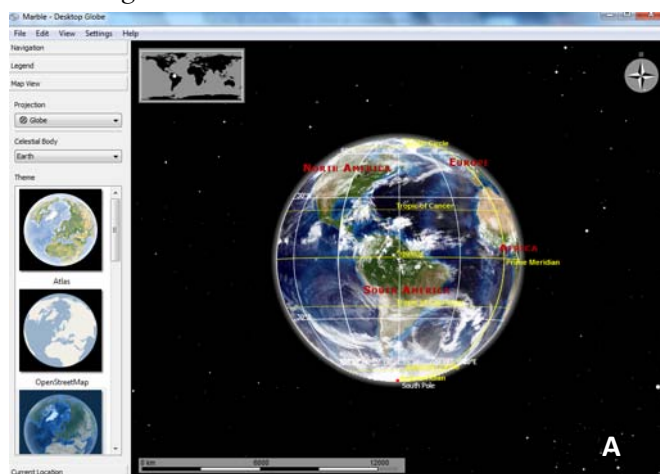 Marble - Desktop Globe
File Edit View Settings Help
Navigation
Legend
Map View
Projection
Globe
Celestial Body
Earth
Theme
Atlas
OpenStreetMap
Current Location
Circle
NORTH AMERICA
EUROPE
Tropic of Cancer
AFRICA
Prime Meridian
SOUTH AMERICA
South Pole
0 km 6000 12000
A